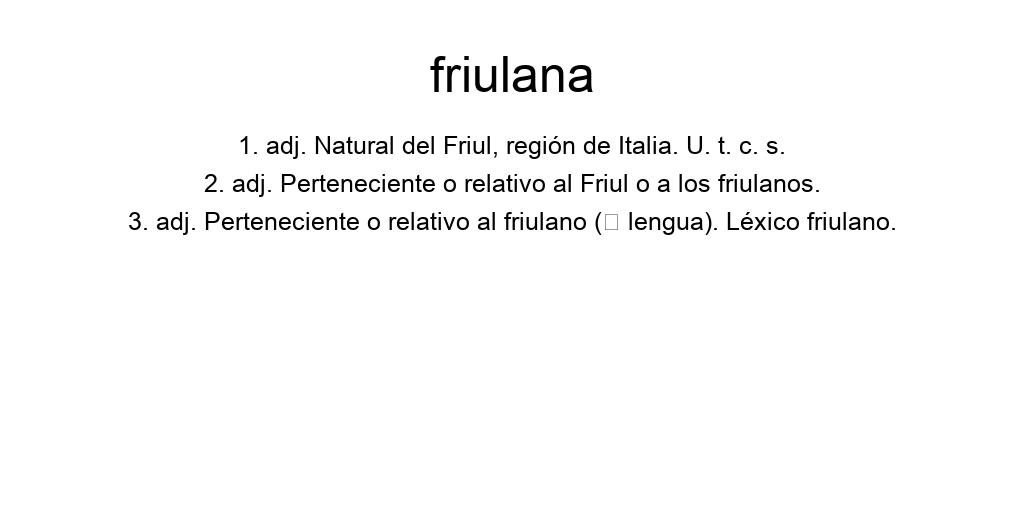 friulana
1. adj. Natural del Friul, región de Italia. U. t. c. s.
2. adj. Perteneciente o relativo al Friul o a los friulanos.
3. adj. Perteneciente o relativo al friulano (□ lengua). Léxico friulano.